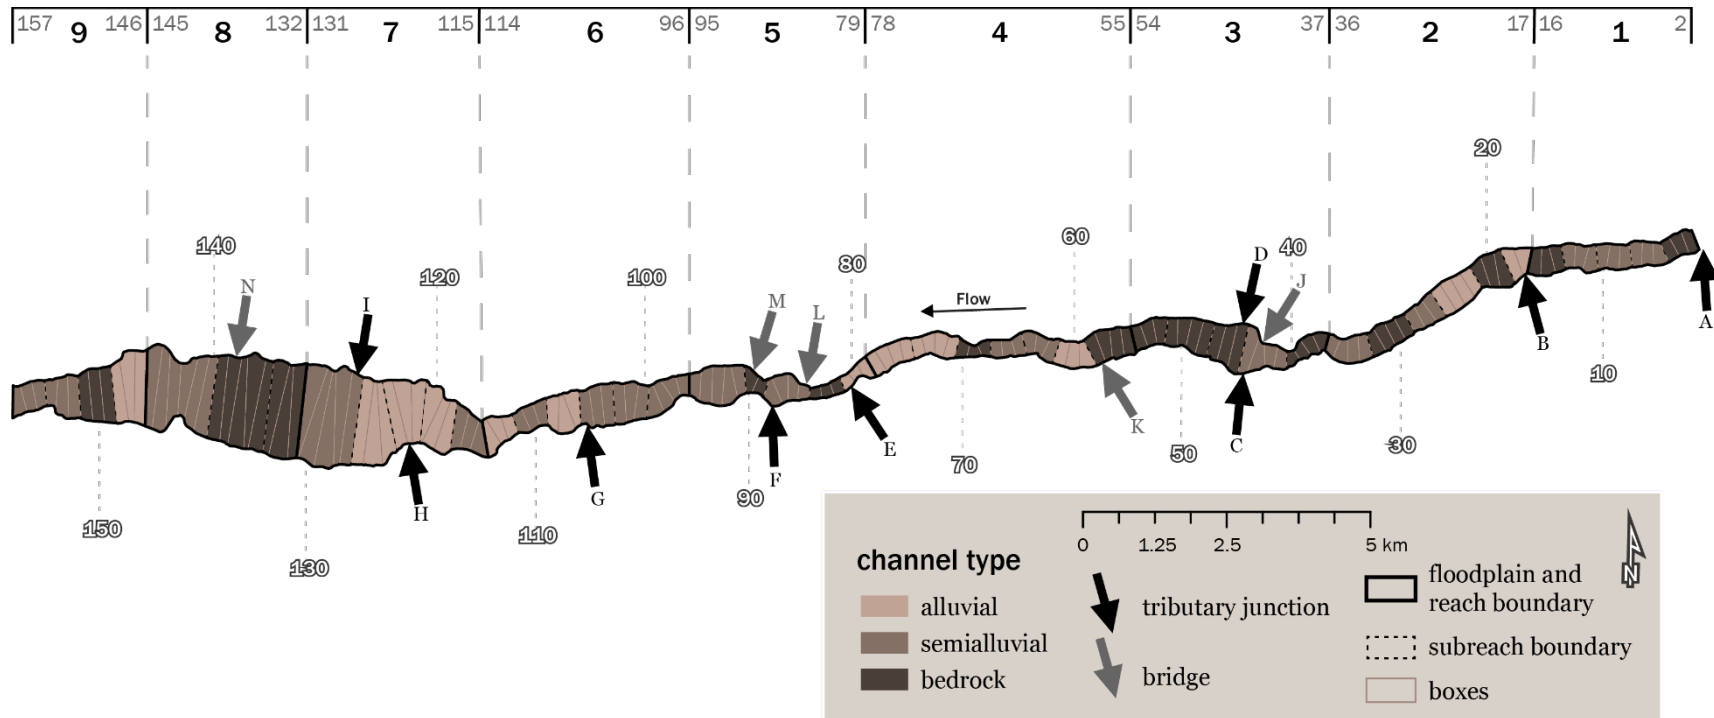 157 9 146 145 8 132 131 7 115 114 6 96 95 5 79 78 4 55 54 3 37 36 2 17 16 1 2
20
60 D 40
140 80
N 120 100 J
I M L
Flow
A
B
10
K 30
C 50
E 70
F 90
G
H
150 110
130
0 1.25 2.5 5 km
channel type
alluvial
semialluvial
bedrock
tributary junction
bridge
floodplain and
reach boundary
subreach boundary
boxes
N